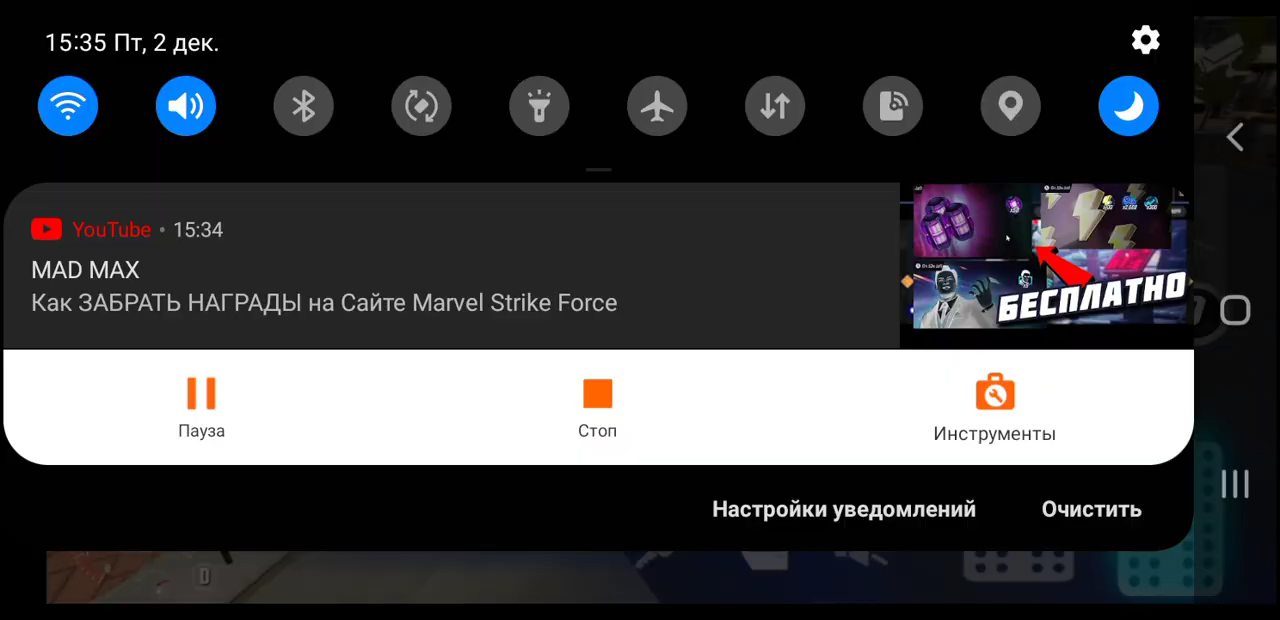 15:35 Пт, 2 дек.
YouTube • 15:34
MAD MAX
Как ЗАБРАТЬ НАГРАДЫ на Сайте Marvel Strike Force
БЕСПЛАТНО
Пауза
Стоп
Инструменты
Настройки уведомлений
Очистить
D